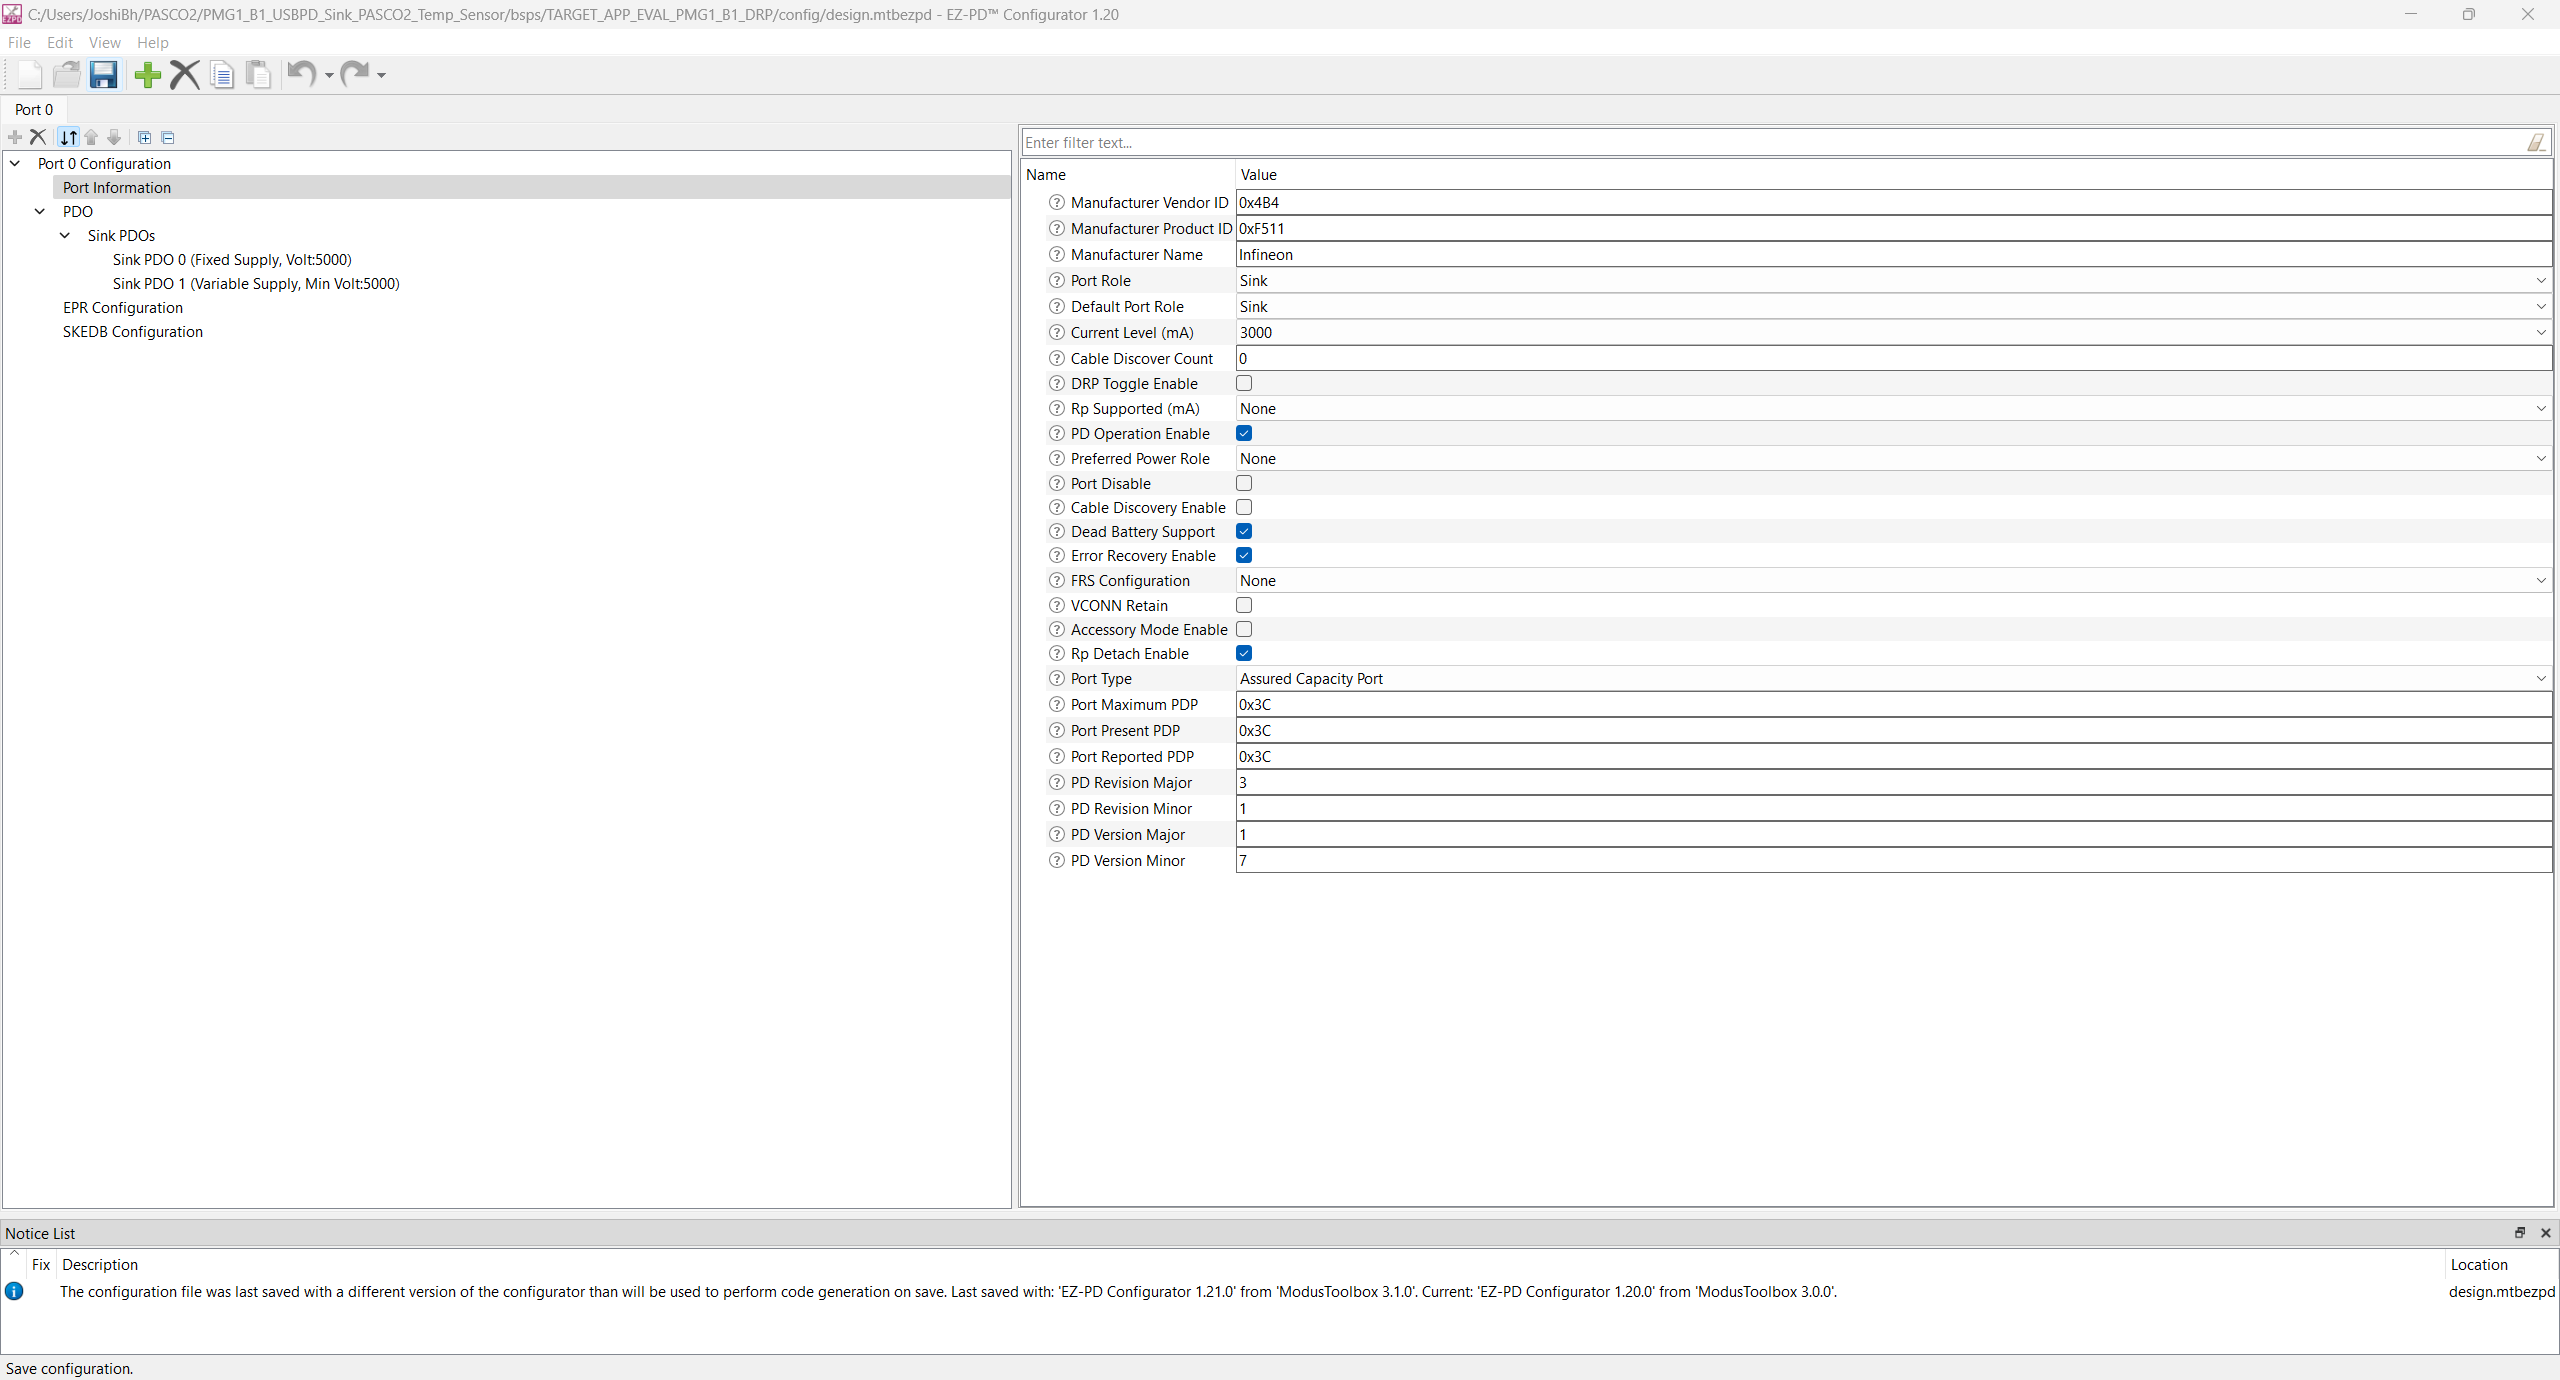 C:/Users/JoshiBh/PASCO2/PMG1_B1_USBPD_Sink_PASCO2_Temp_Sensor/bsps/TARGET_APP_EVAL_PMG1_B1_DRP/config/design.mtbezpd - EZ-PD™ Configurator 1.20
File Edit View Help
Port 0
Port 0 Configuration
Port Information
PDO
Sink PDOs
Sink PDO 0 (Fixed Supply, Volt:5000)
Sink PDO 1 (Variable Supply, Min Volt:5000)
EPR Configuration
SKEDB Configuration
Enter filter text...
Name Value
Manufacturer Vendor ID 0x4B4
Manufacturer Product ID 0xF511
Manufacturer Name Infineon
Port Role Sink
Default Port Role Sink
Current Level (mA) 3000
Cable Discover Count 0
DRP Toggle Enable
Rp Supported (mA) None
PD Operation Enable
Preferred Power Role None
Port Disable
Cable Discovery Enable
Dead Battery Support
Error Recovery Enable
FRS Configuration None
VCONN Retain
Accessory Mode Enable
Rp Detach Enable
Port Type Assured Capacity Port
Port Maximum PDP 0x3C
Port Present PDP 0x3C
Port Reported PDP 0x3C
PD Revision Major 3
PD Revision Minor 1
PD Version Major 1
PD Version Minor 7
Notice List
Fix Description Location
The configuration file was last saved with a different version of the configurator than will be used to perform code generation on save. Last saved with: 'EZ-PD Configurator 1.21.0' from 'ModusToolbox 3.1.0'. Current: 'EZ-PD Configurator 1.20.0' from 'ModusToolbox 3.0.0'. design.mtbezpd
Save configuration.